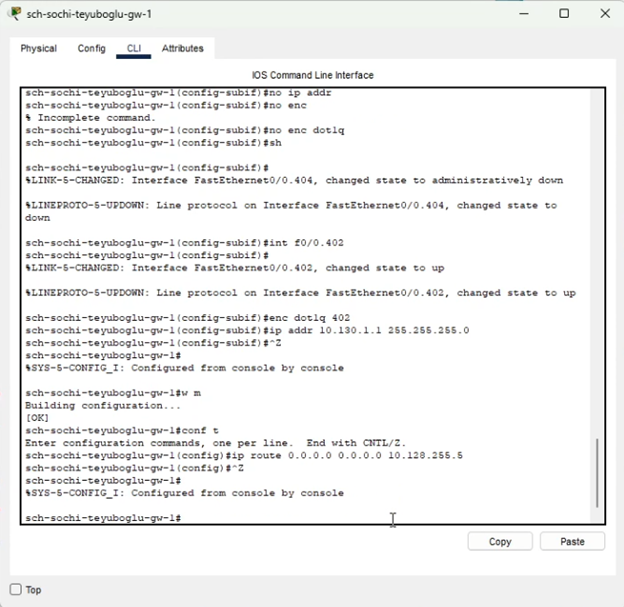 sch-sochi-teyuboglu-gw-1
Physical Config CLI Attributes
IOS Command Line Interface
sch-sochi-teyuboglu-gw-1(config-subif)#no ip addr
sch-sochi-teyuboglu-gw-1(config-subif)#no enc
% Incomplete command.
sch-sochi-teyuboglu-gw-1(config-subif)#no enc dot1q
sch-sochi-teyuboglu-gw-1(config-subif)#sh
sch-sochi-teyuboglu-gw-1(config-subif)#
%LINK-5-CHANGED: Interface FastEthernet0/0.404, changed state to administratively down
%LINEPROTO-5-UPDOWN: Line protocol on Interface FastEthernet0/0.404, changed state to
down
sch-sochi-teyuboglu-gw-1(config-subif)#int f0/0.402
sch-sochi-teyuboglu-gw-1(config-subif)#
%LINK-5-CHANGED: Interface FastEthernet0/0.402, changed state to up
%LINEPROTO-5-UPDOWN: Line protocol on Interface FastEthernet0/0.402, changed state to up
sch-sochi-teyuboglu-gw-1(config-subif)#enc dot1q 402
sch-sochi-teyuboglu-gw-1(config-subif)#ip addr 10.130.1.1 255.255.255.0
sch-sochi-teyuboglu-gw-1(config-subif)#^Z
sch-sochi-teyuboglu-gw-1#
%SYS-5-CONFIG_I: Configured from console by console
sch-sochi-teyuboglu-gw-1#w m
Building configuration...
[OK]
sch-sochi-teyuboglu-gw-1#conf t
Enter configuration commands, one per line. End with CNTL/Z.
sch-sochi-teyuboglu-gw-1(config)#ip route 0.0.0.0 0.0.0.0 10.128.255.5
sch-sochi-teyuboglu-gw-1(config)#^Z
sch-sochi-teyuboglu-gw-1#
%SYS-5-CONFIG_I: Configured from console by console
sch-sochi-teyuboglu-gw-1#
Copy Paste
Top